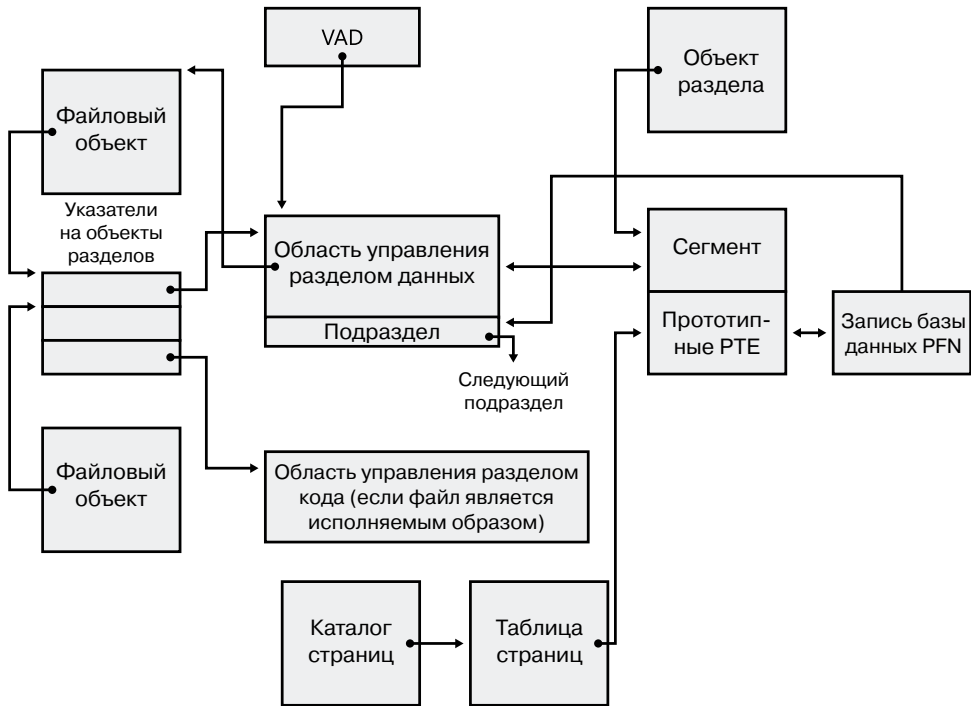 VAD
Объект
раздела
Файловый
объект
Указатели
на объекты
разделов
Область управления
разделом данных
Подраздел
Следующий
подраздел
Сегмент
Прототип-
ные PTE
Запись базы
данных PFN
Файловый
объект
Область управления разделом
кода (если файл является
исполняемым образом)
Каталог
страниц
Таблица
страниц